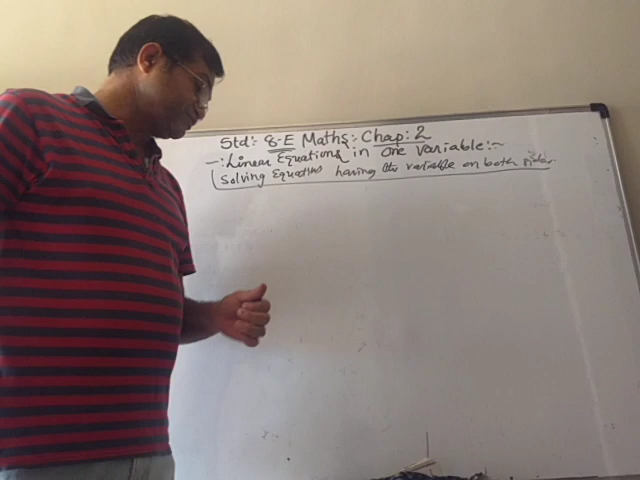 Std:- 8-E Maths:- Chap: 2
-: Linear Equations in One Variable:-
Solving Equations having the variable on both sides